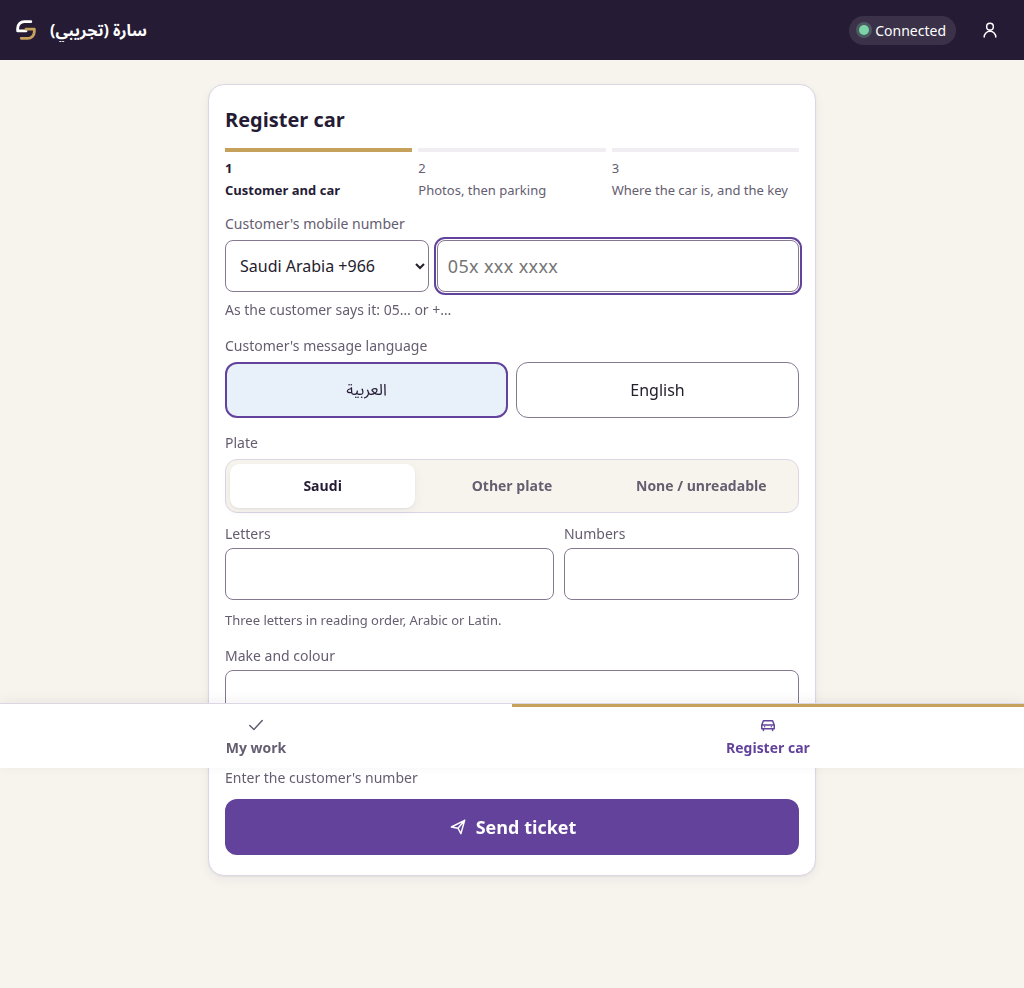 سارة (تجريبي)
Connected
Register car
1
Customer and car
2
Photos, then parking
3
Where the car is, and the key
Customer's mobile number
Saudi Arabia +966
05x xxx xxxx
As the customer says it: 05… or +…
Customer's message language
العربية
English
Plate
Saudi
Other plate
None / unreadable
Letters
Numbers
Three letters in reading order, Arabic or Latin.
Make and colour
My work
Register car
Enter the customer's number
Send ticket